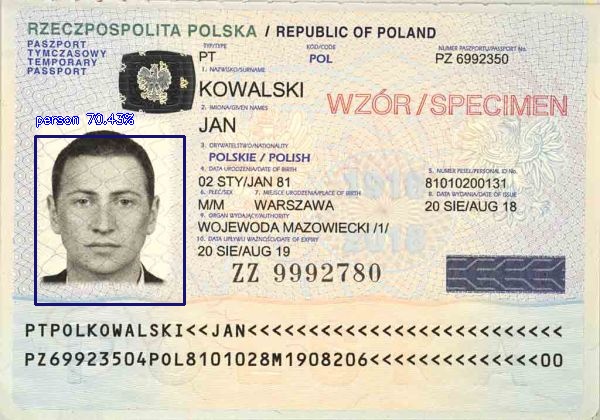 RZECZPOSPOLITA POLSKA / REPUBLIC OF POLAND
PASZPORT
TYMCZASOWY
TEMPORARY
PASSPORT
TYP/TYPE
PT
KOD/CODE
POL
NUMER PASZPORTU/PASSPORT No.
PZ 6992350
1. NAZWISKO/SURNAME
KOWALSKI
2. IMIONA/GIVEN NAMES
JAN
WZÓR/SPECIMEN
3. OBYWATELSTWO/NATIONALITY
POLSKIE / POLISH
4. DATA URODZENIA/DATE OF BIRTH
02 STY/JAN 81
5. NUMER PESEL/PERSONAL ID No.
81010200131
6. PŁEĆ/SEX
M/M
7. MIEJSCE URODZENIA/PLACE OF BIRTH
WARSZAWA
8. DATA WYDANIA/DATE OF ISSUE
20 SIE/AUG 18
9. ORGAN WYDAJĄCY/AUTHORITY
WOJEWODA MAZOWIECKI /1/
10. DATA UPŁYWU WAŻNOŚCI/DATE OF EXPIRY
20 SIE/AUG 19
ZZ 9992780
person 70.43%
PTPOLKOWALSKI<<JAN<<<<<<<<<<<<<<<<<<<<<<<<<<
PZ69923504POL8101028M1908206<<<<<<<<<<<<<<00